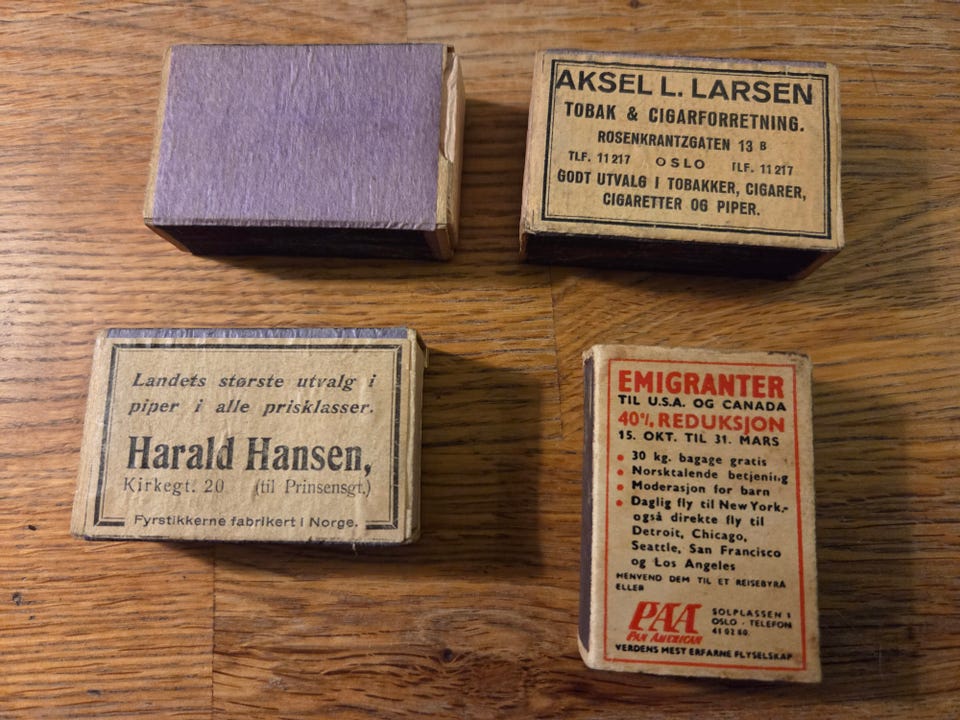 AKSEL L. LARSEN
TOBAK & CIGARFORRETNING.
ROSENKRANTZGATEN 13 B
TLF. 11217 OSLO TLF. 11217
GODT UTVALG I TOBAKKER, CIGARER,
CIGARETTER OG PIPER.
Landets største utvalg i
piper i alle prisklasser.
Harald Hansen,
Kirkegt. 20 (til Prinsensgt.)
Fyrstikkerne fabrikert i Norge.
EMIGRANTER
TIL U.S.A. OG CANADA
40% REDUKSJON
15. OKT. TIL 31. MARS
• 30 kg. bagage gratis
• Norsktalende betjening
• Moderasjon for barn
• Daglig fly til New York,-
også direkte fly til
Detroit, Chicago,
Seattle, San Francisco
og Los Angeles
HENVEND DEM TIL ET REISEBYRÅ
ELLER
PAA
PAN AMERICAN
SOLPLASSEN 1
OSLO · TELEFON
41 02 80.
VERDENS MEST ERFARNE FLYSELSKAP